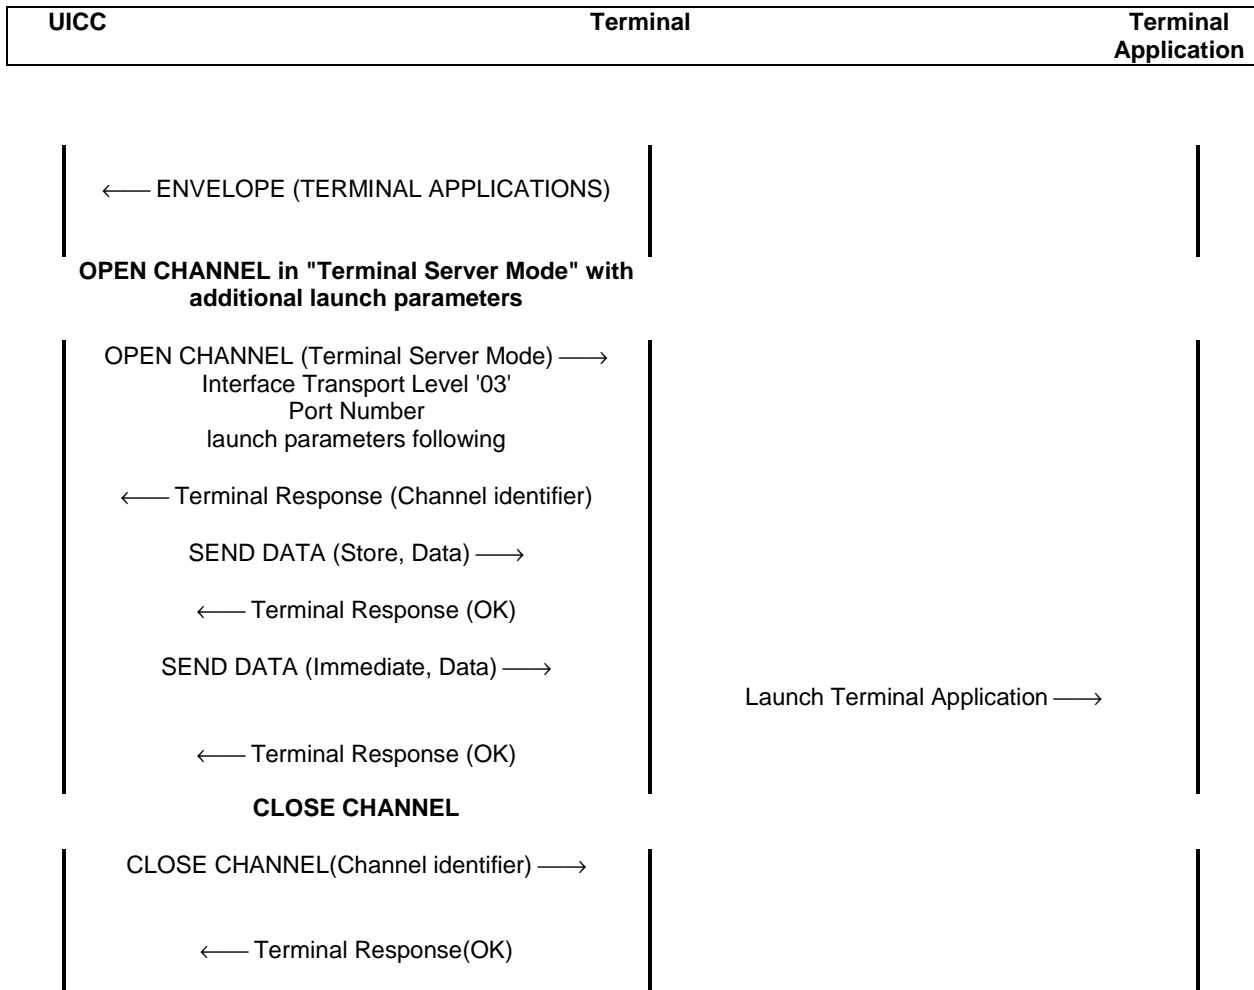 UICC Terminal Terminal
Application
←── ENVELOPE (TERMINAL APPLICATIONS)
OPEN CHANNEL in "Terminal Server Mode" with
additional launch parameters
OPEN CHANNEL (Terminal Server Mode) ──→
Interface Transport Level '03'
Port Number
launch parameters following
←── Terminal Response (Channel identifier)
SEND DATA (Store, Data) ──→
←── Terminal Response (OK)
SEND DATA (Immediate, Data) ──→
Launch Terminal Application ──→
←── Terminal Response (OK)
CLOSE CHANNEL
CLOSE CHANNEL(Channel identifier) ──→
←── Terminal Response(OK)